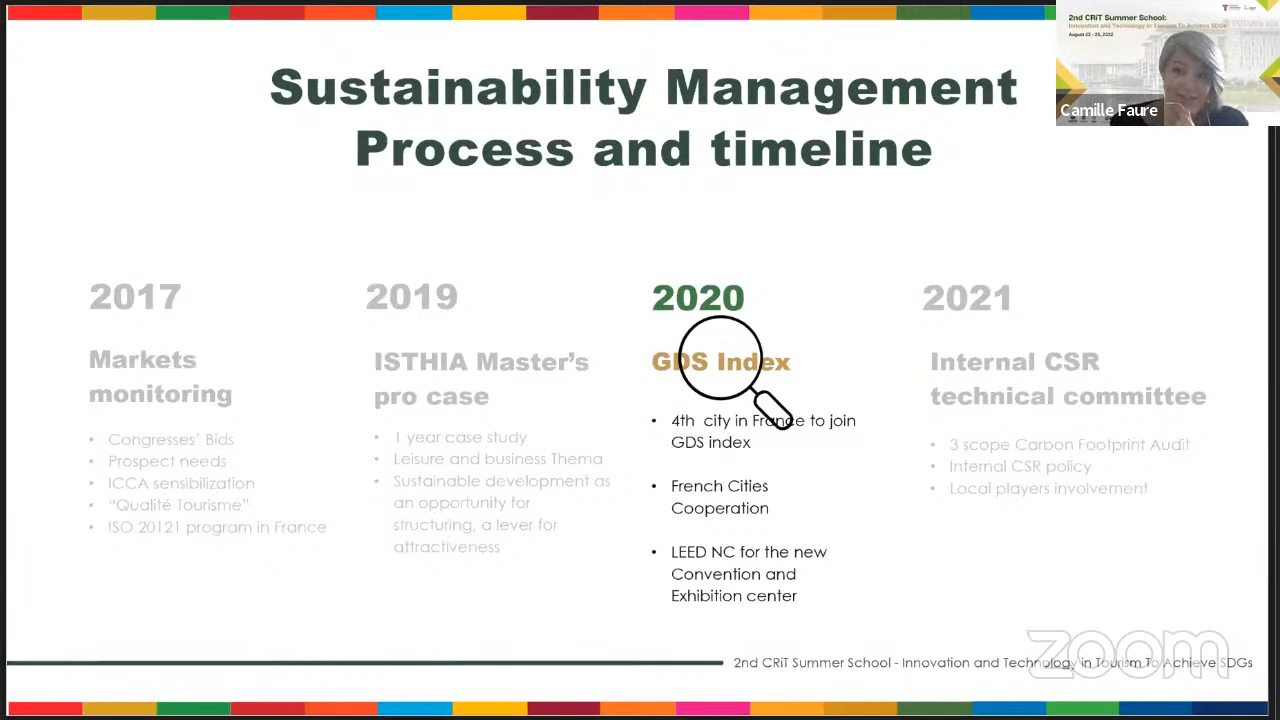 2nd CRiT Summer School:
Innovation and Technology in Tourism To Achieve SDGs
August 23 - 25, 2022
Camille Faure
Sustainability Management
Process and timeline
2017
Markets
monitoring
• Congresses' Bids
• Prospect needs
• ICCA sensibilization
• "Qualité Tourisme"
• ISO 20121 program in France
2019
ISTHIA Master's
pro case
• 1 year case study
• Leisure and business Thema
• Sustainable development as
an opportunity for
structuring, a lever for
attractiveness
2020
GDS Index
• 4th city in France to join
GDS index
• French Cities
Cooperation
• LEED NC for the new
Convention and
Exhibition center
2021
Internal CSR
technical committee
• 3 scope Carbon Footprint Audit
• Internal CSR policy
• Local players involvement
2nd CRiT Summer School - Innovation and Technology in Tourism To Achieve SDGs
zoom